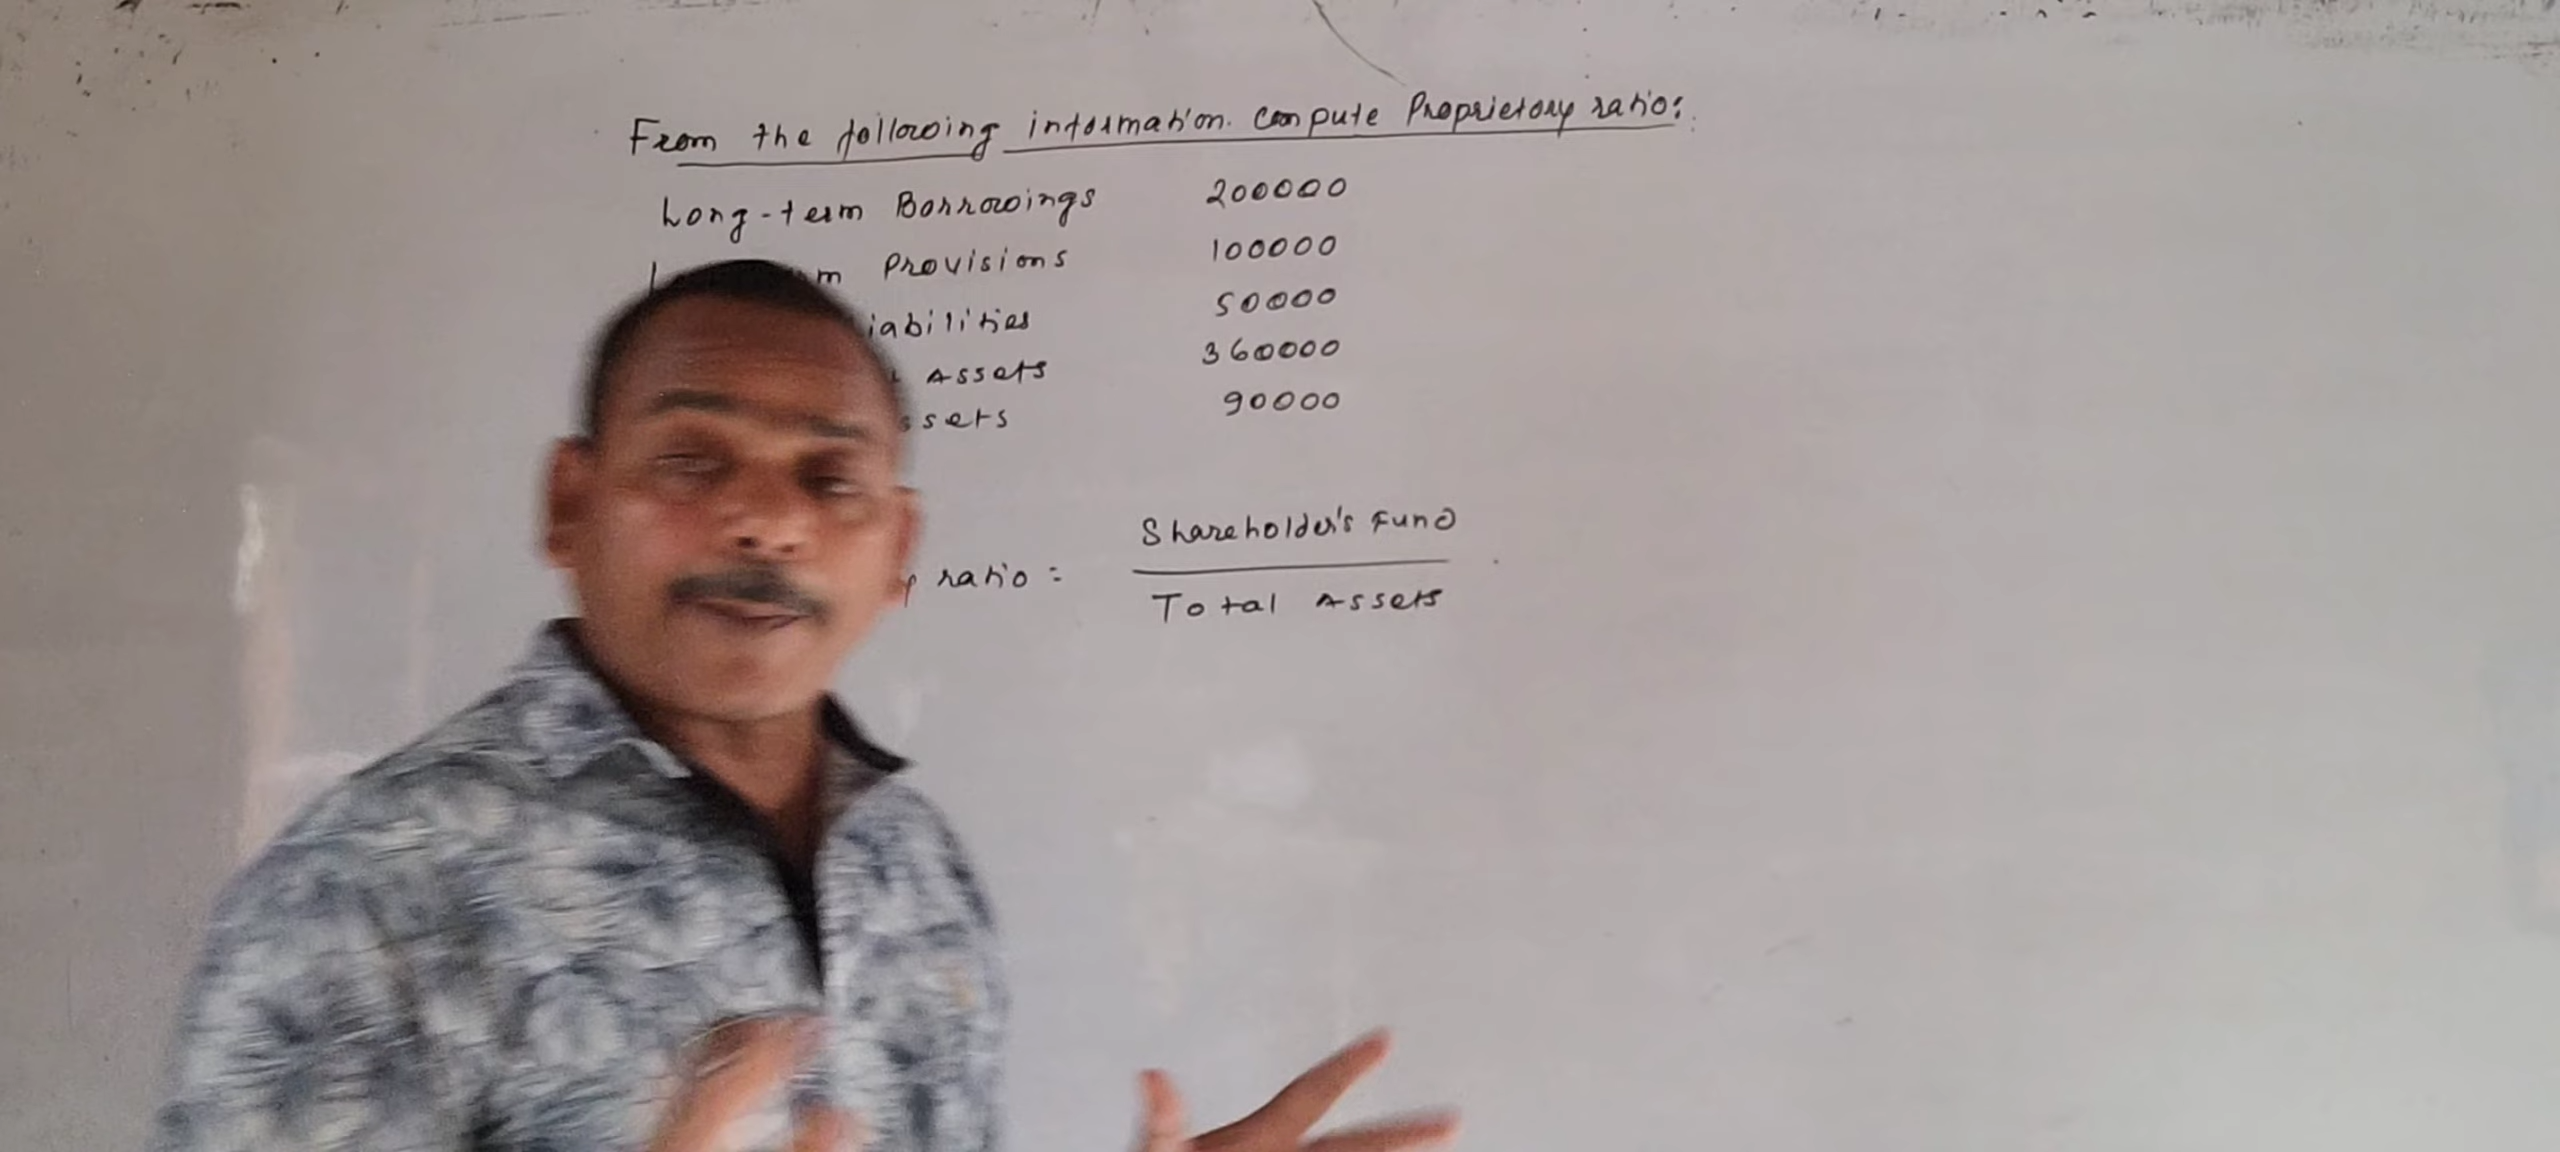 From the following information. compute Proprietory ratio:
Long-term Borrowings 200000
m Provisions 100000
iabilities 50000
Assets 360000
ssets 90000
y ratio = Shareholder's Fund
Total Assets